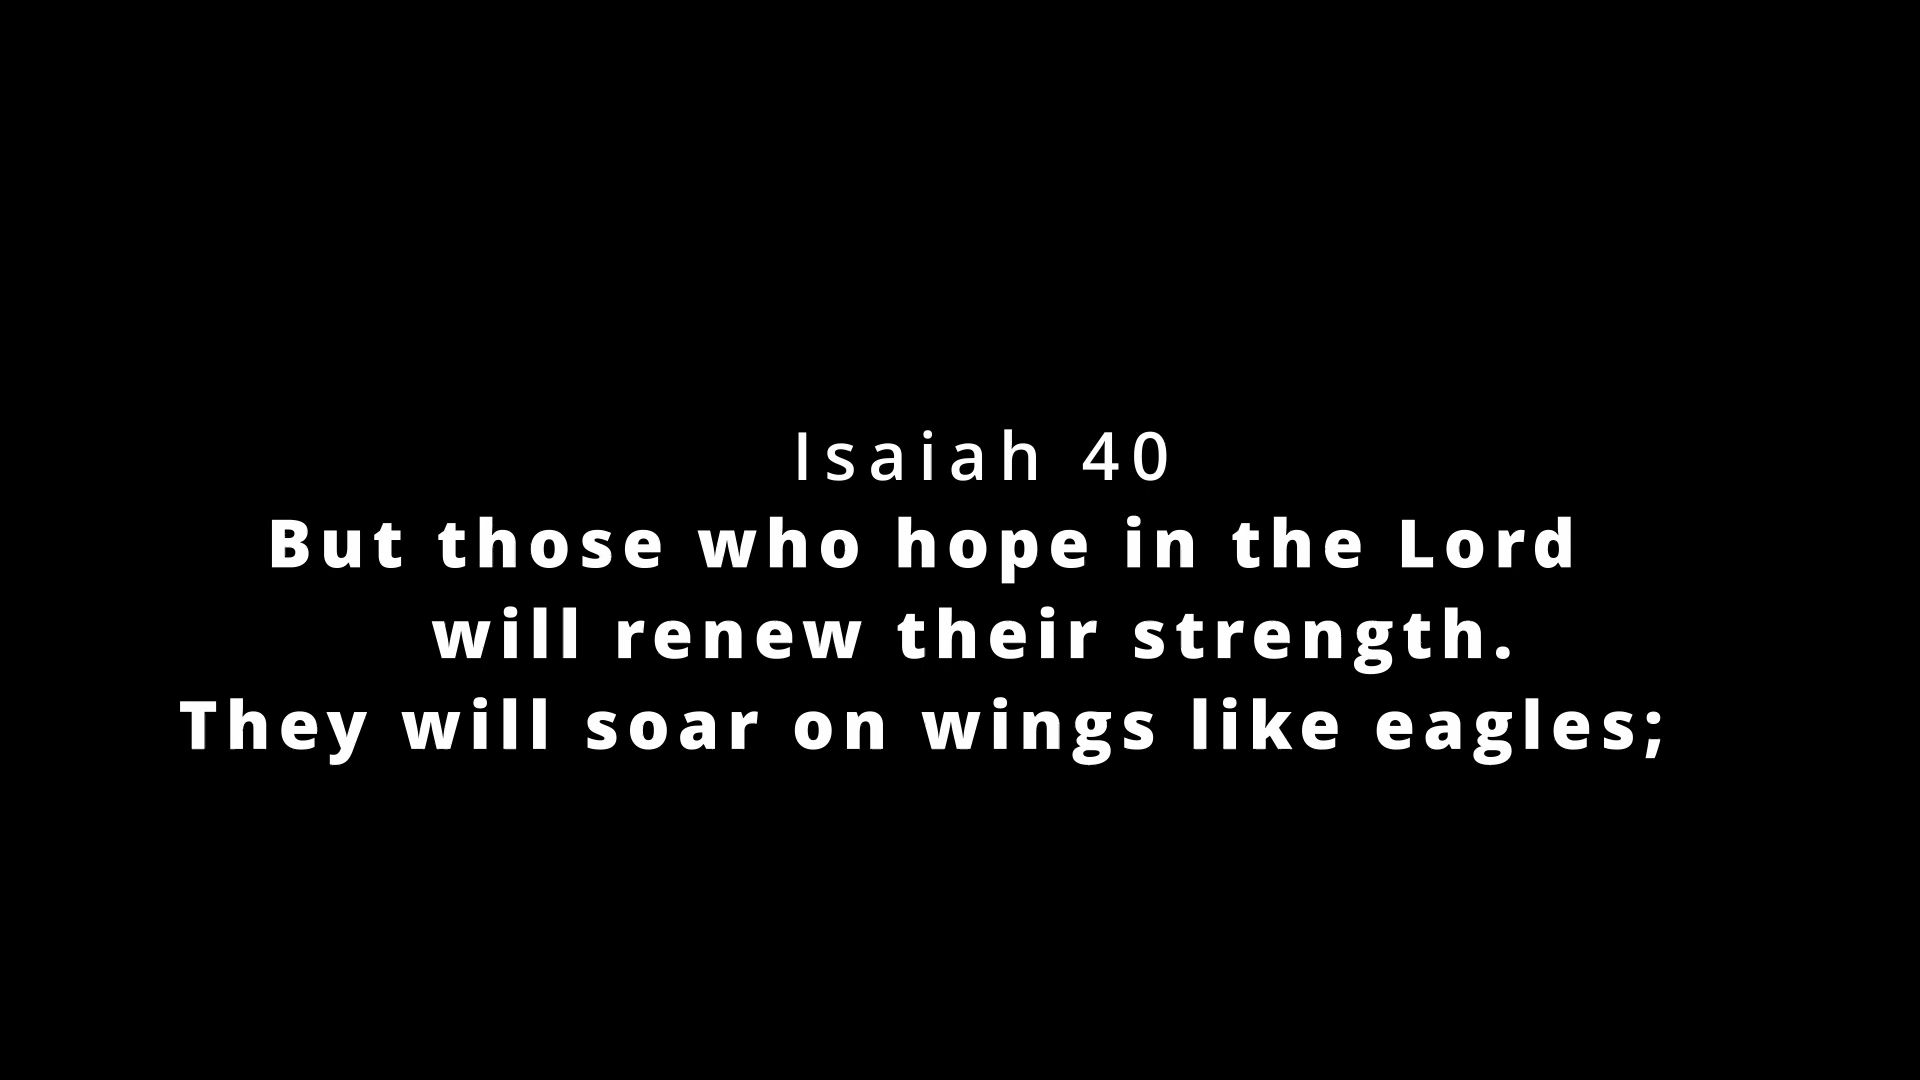 Isaiah 40
But those who hope in the Lord
will renew their strength.
They will soar on wings like eagles;